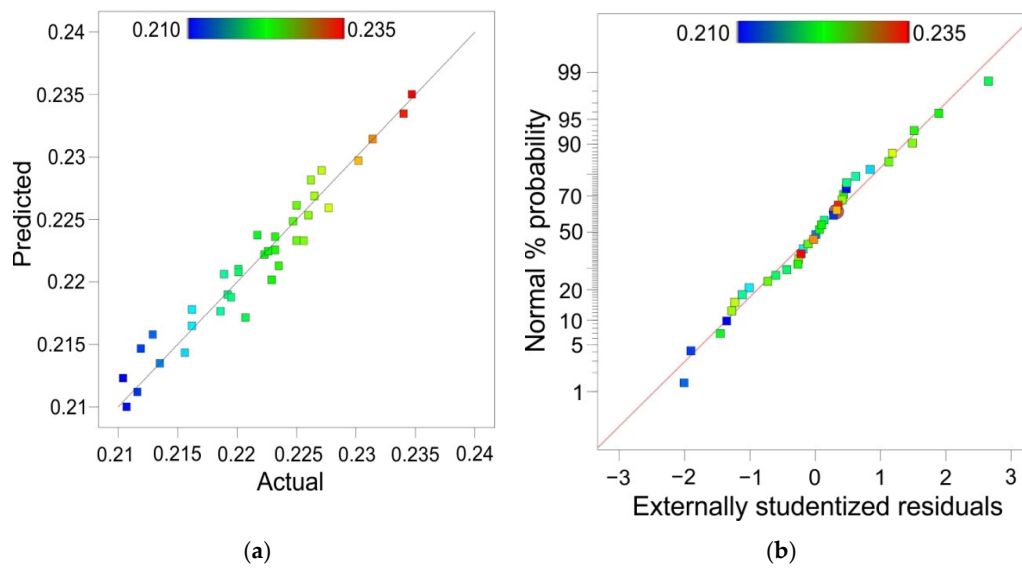 0.210 0.235
0.24
0.235
0.23
0.225
0.22
0.215
0.21
Predicted
0.21 0.215 0.22 0.225 0.23 0.235 0.24
Actual
(a)
0.210 0.235
99
95
90
70
50
20
10
5
1
Normal % probability
−3 −2 −1 0 1 2 3
Externally studentized residuals
(b)